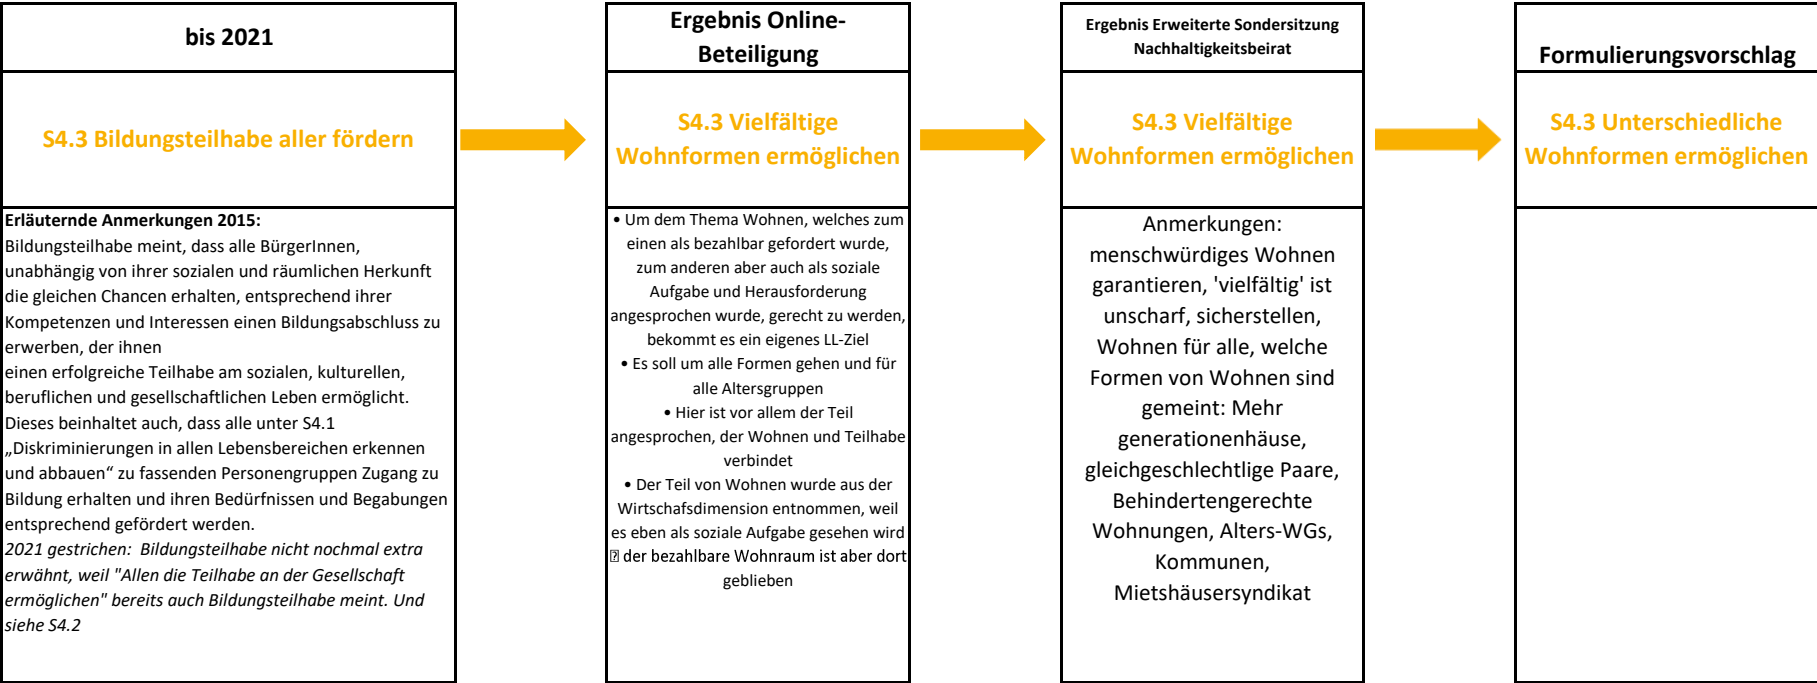 bis 2021
S4.3 Bildungsteilhabe aller fördern
Erläuternde Anmerkungen 2015:
Bildungsteilhabe meint, dass alle BürgerInnen,
unabhängig von ihrer sozialen und räumlichen Herkunft
die gleichen Chancen erhalten, entsprechend ihrer
Kompetenzen und Interessen einen Bildungsabschluss zu
erwerben, der ihnen
einen erfolgreiche Teilhabe am sozialen, kulturellen,
beruflichen und gesellschaftlichen Leben ermöglicht.
Dieses beinhaltet auch, dass alle unter S4.1
„Diskriminierungen in allen Lebensbereichen erkennen
und abbauen“ zu fassenden Personengruppen Zugang zu
Bildung erhalten und ihren Bedürfnissen und Begabungen
entsprechend gefördert werden.
2021 gestrichen:  Bildungsteilhabe nicht nochmal extra
erwähnt, weil "Allen die Teilhabe an der Gesellschaft
ermöglichen" bereits auch Bildungsteilhabe meint. Und
siehe S4.2
Ergebnis Online-
Beteiligung
S4.3 Vielfältige
Wohnformen ermöglichen
• Um dem Thema Wohnen, welches zum
einen als bezahlbar gefordert wurde,
zum anderen aber auch als soziale
Aufgabe und Herausforderung
angesprochen wurde, gerecht zu werden,
bekommt es ein eigenes LL-Ziel
• Es soll um alle Formen gehen und für
alle Altersgruppen
• Hier ist vor allem der Teil
angesprochen, der Wohnen und Teilhabe
verbindet
• Der Teil von Wohnen wurde aus der
Wirtschafsdimension entnommen, weil
es eben als soziale Aufgabe gesehen wird
der bezahlbare Wohnraum ist aber dort
geblieben
Ergebnis Erweiterte Sondersitzung
Nachhaltigkeitsbeirat
S4.3 Vielfältige
Wohnformen ermöglichen
Anmerkungen:
menschwürdiges Wohnen
garantieren, 'vielfältig' ist
unscharf, sicherstellen,
Wohnen für alle, welche
Formen von Wohnen sind
gemeint: Mehr
generationenhäuse,
gleichgeschlechtlige Paare,
Behindertengerechte
Wohnungen, Alters-WGs,
Kommunen,
Mietshäusersyndikat
Formulierungsvorschlag
S4.3 Unterschiedliche
Wohnformen ermöglichen